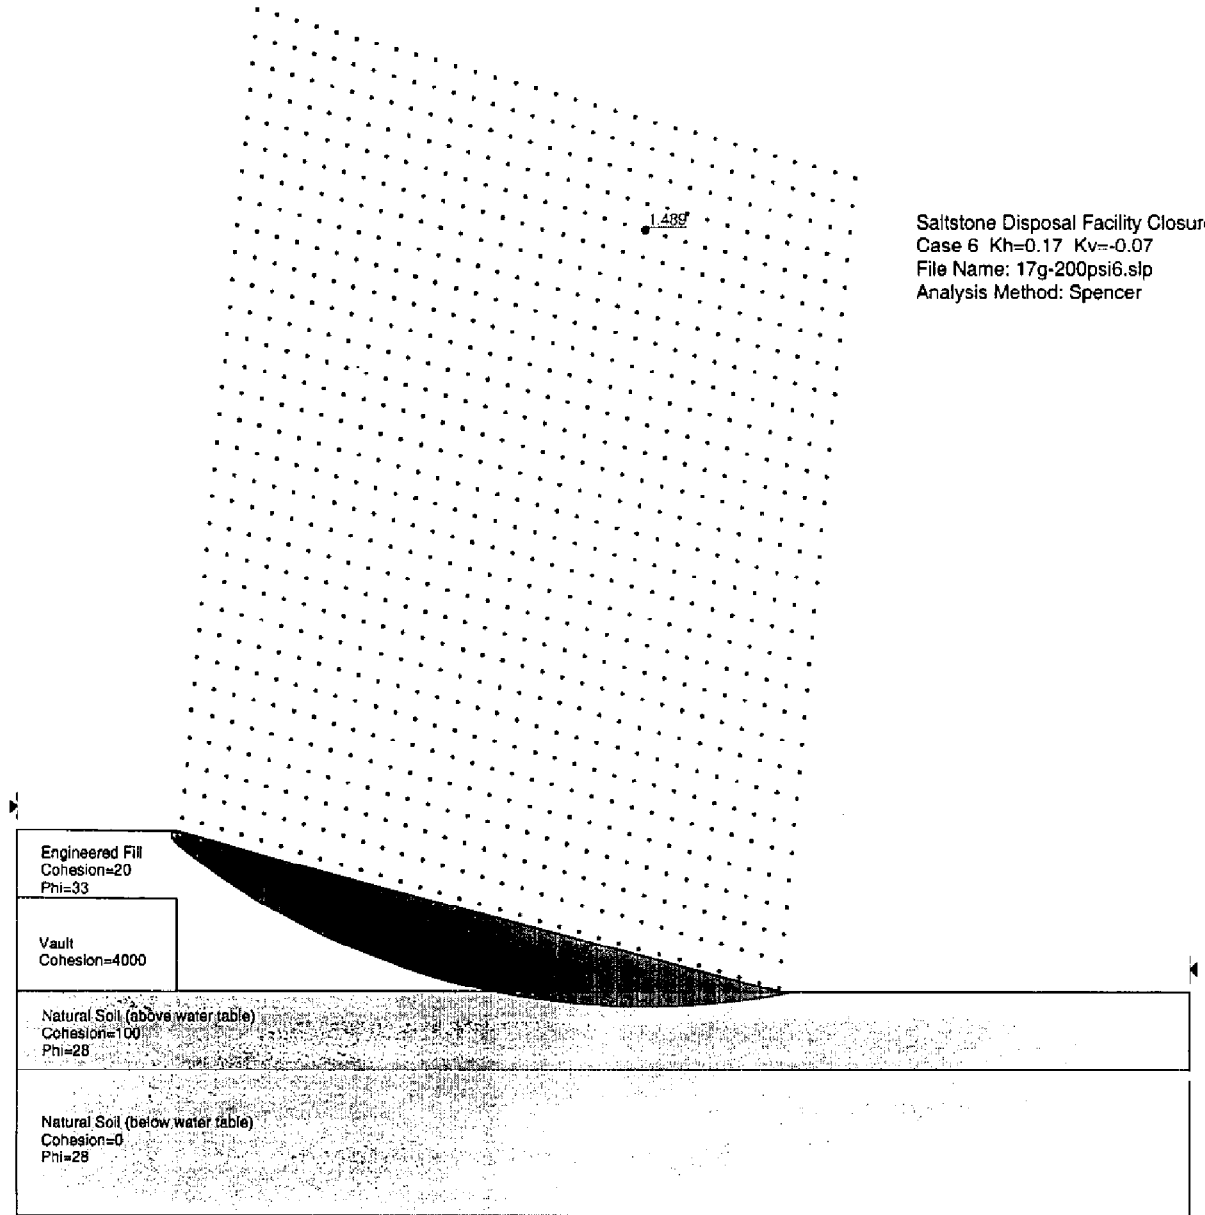 1.489
Saltstone Disposal Facility Closur
Case 6 Kh=0.17 Kv=-0.07
File Name: 17g-200psi6.slp
Analysis Method: Spencer
Engineered Fill
Cohesion=20
Phi=33
Vault
Cohesion=4000
Natural Soil (above water table)
Cohesion=100
Phi=28
Natural Soil (below water table)
Cohesion=0
Phi=28